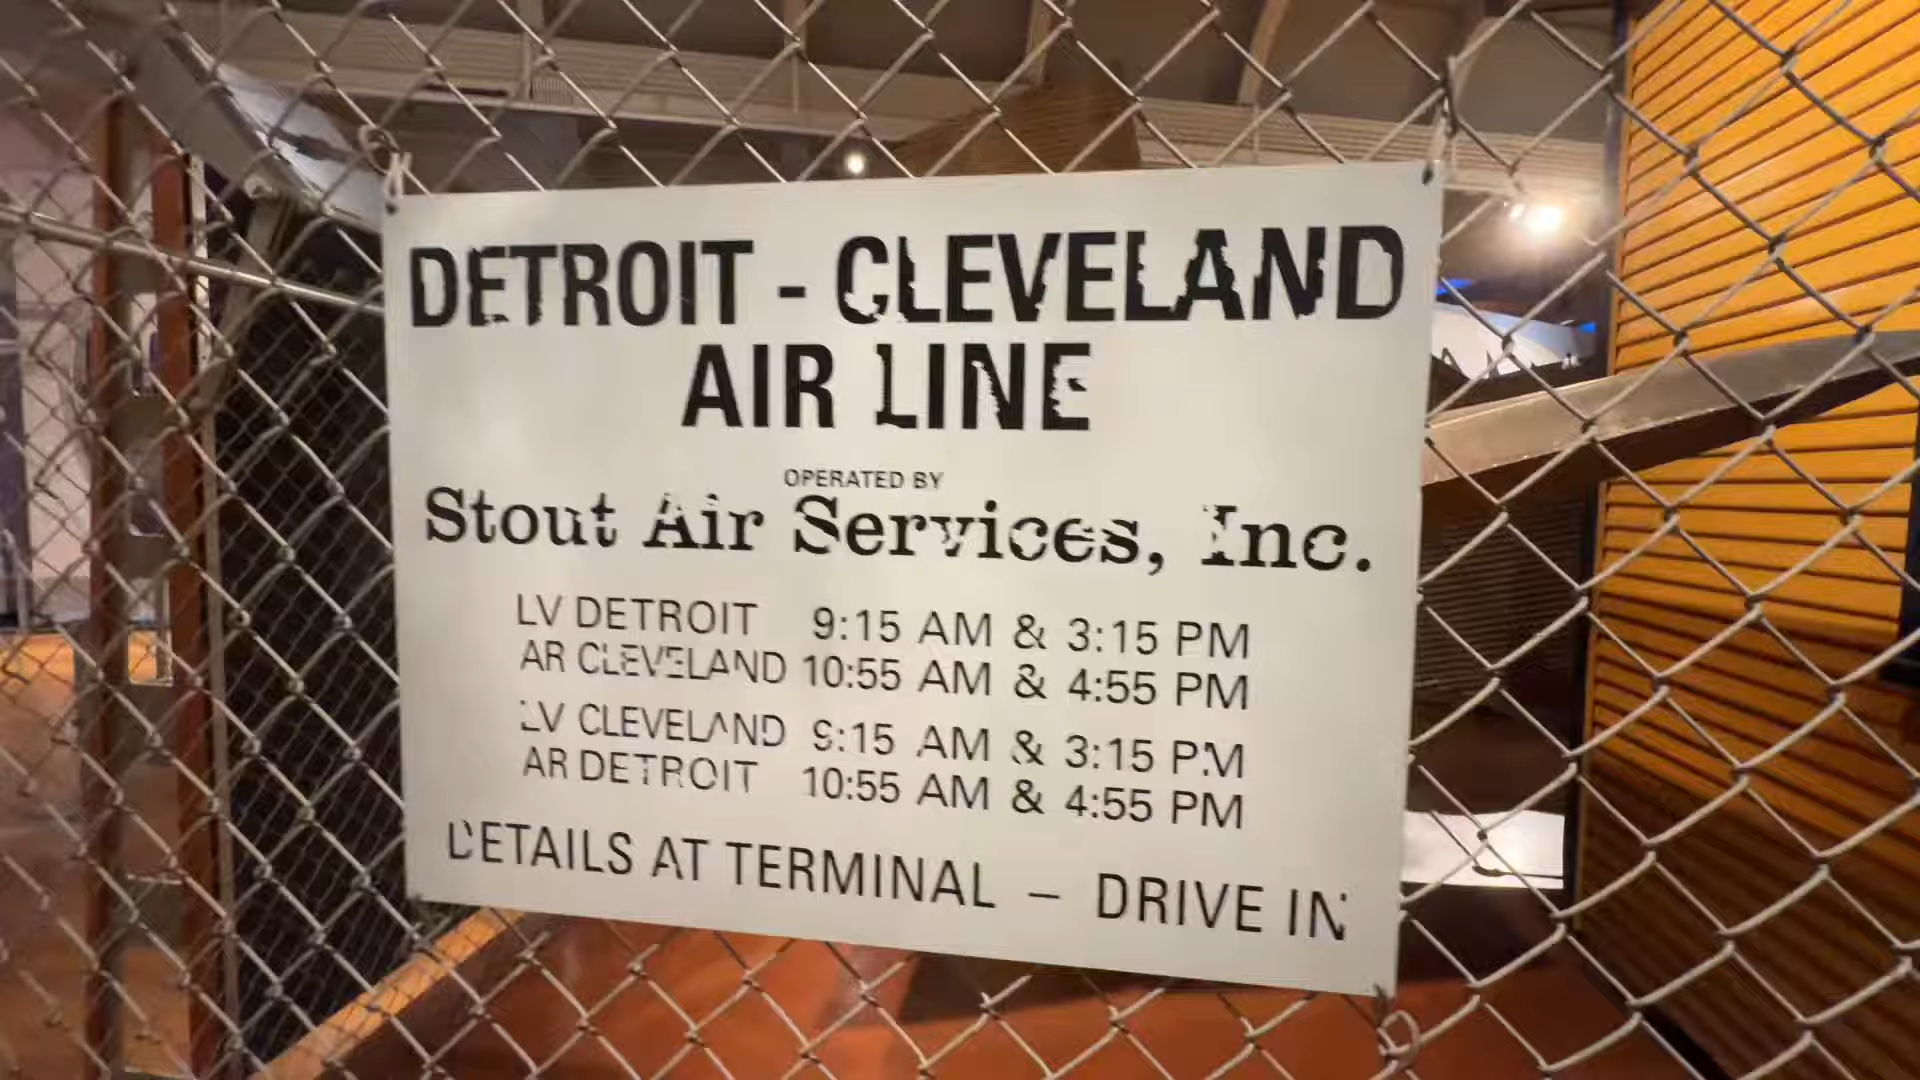 DETROIT - CLEVELAND
AIR LINE
OPERATED BY
Stout Air Services, Inc.
LV DETROIT 9:15 AM & 3:15 PM
AR CLEVELAND 10:55 AM & 4:55 PM
LV CLEVELAND 9:15 AM & 3:15 PM
AR DETROIT 10:55 AM & 4:55 PM
DETAILS AT TERMINAL – DRIVE IN